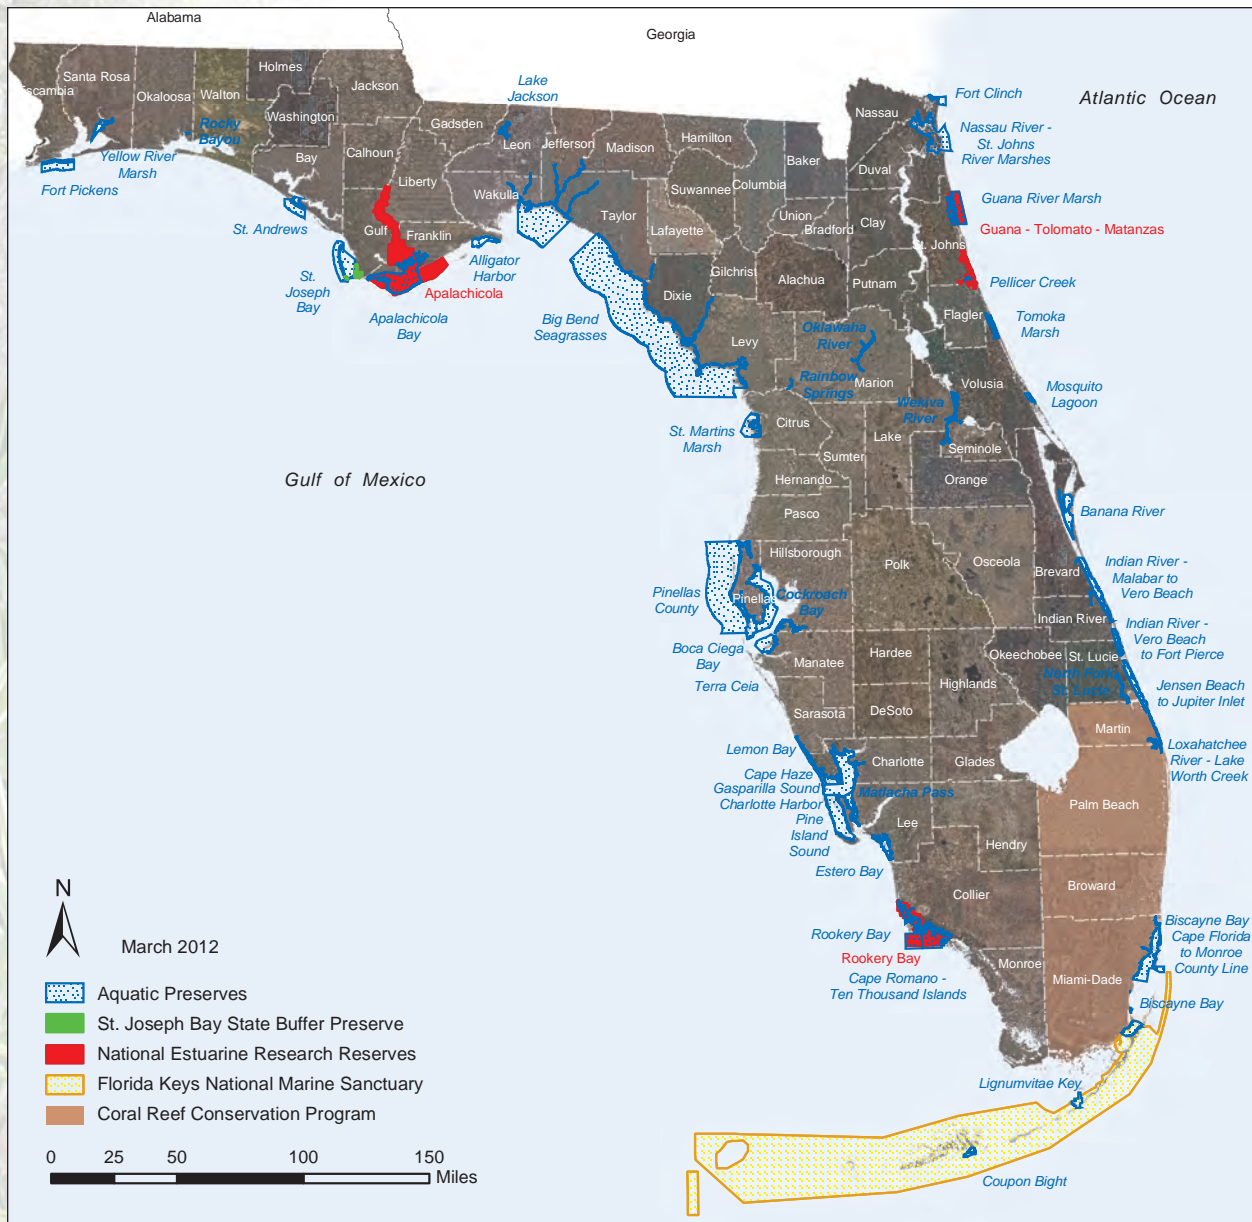 Alabama
Georgia
Atlantic Ocean
Gulf of Mexico
Santa Rosa
Okaloosa
Walton
Holmes
Washington
Jackson
Bay
Calhoun
Gadsden
Liberty
Gulf
Franklin
Leon
Wakulla
Jefferson
Madison
Taylor
Hamilton
Suwannee
Lafayette
Columbia
Baker
Union
Bradford
Nassau
Duval
Clay
St. Johns
Putnam
Alachua
Gilchrist
Dixie
Levy
Marion
Flagler
Volusia
Citrus
Sumter
Lake
Seminole
Orange
Hernando
Pasco
Hillsborough
Pinellas
Polk
Osceola
Brevard
Indian River
Okeechobee
St. Lucie
Manatee
Hardee
Highlands
Sarasota
DeSoto
Martin
Charlotte
Glades
Palm Beach
Lee
Hendry
Collier
Broward
Monroe
Miami-Dade
Fort Pickens
Yellow River
Marsh
Rocky
Bayou
St. Andrews
St.
Joseph
Bay
Apalachicola
Apalachicola
Bay
Alligator
Harbor
Lake
Jackson
Big Bend
Seagrasses
St. Martins
Marsh
Oklawaha
River
Rainbow
Springs
Wekiva
River
Fort Clinch
Nassau River -
St. Johns
River Marshes
Guana River Marsh
Guana - Tolomato - Matanzas
Pellicer Creek
Tomoka
Marsh
Mosquito
Lagoon
Banana River
Indian River -
Malabar to
Vero Beach
Indian River -
Vero Beach
to Fort Pierce
North Fork
St. Lucie
Jensen Beach
to Jupiter Inlet
Loxahatchee
River - Lake
Worth Creek
Pinellas
County
Cockroach
Bay
Boca Ciega
Bay
Terra Ceia
Lemon Bay
Cape Haze
Gasparilla Sound
Charlotte Harbor
Pine
Island
Sound
Matlacha Pass
Estero Bay
Rookery Bay
Rookery Bay
Cape Romano -
Ten Thousand Islands
Biscayne Bay
Cape Florida
to Monroe
County Line
Biscayne Bay
Lignumvitae Key
Coupon Bight
N
March 2012
Aquatic Preserves
St. Joseph Bay State Buffer Preserve
National Estuarine Research Reserves
Florida Keys National Marine Sanctuary
Coral Reef Conservation Program
0 25 50 100 150
Miles